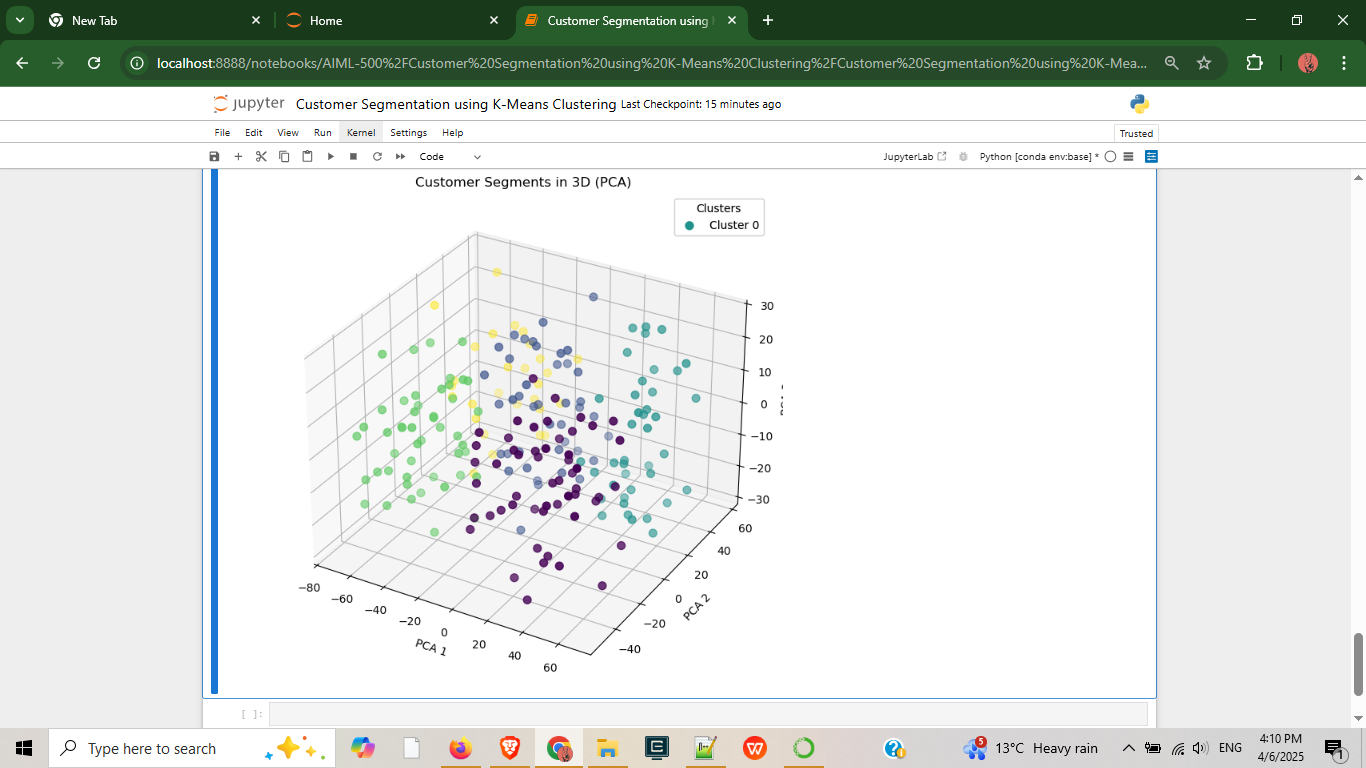 New Tab
Home
Customer Segmentation using
localhost:8888/notebooks/AIML-500%2FCustomer%20Segmentation%20using%20K-Means%20Clustering%2FCustomer%20Segmentation%20using%20K-Mea...
jupyter Customer Segmentation using K-Means Clustering Last Checkpoint: 15 minutes ago
File Edit View Run Kernel Settings Help
Trusted
Code
JupyterLab
Python [conda env:base] *
Customer Segments in 3D (PCA)
Clusters
Cluster 0
30
20
10
0
−10
−20
−30
60
40
20
0
−20
−40
PCA 2
−80
−60
−40
−20
0
20
40
60
PCA 1
[ ]:
Type here to search
5
13°C Heavy rain
ENG
4:10 PM
4/6/2025
1